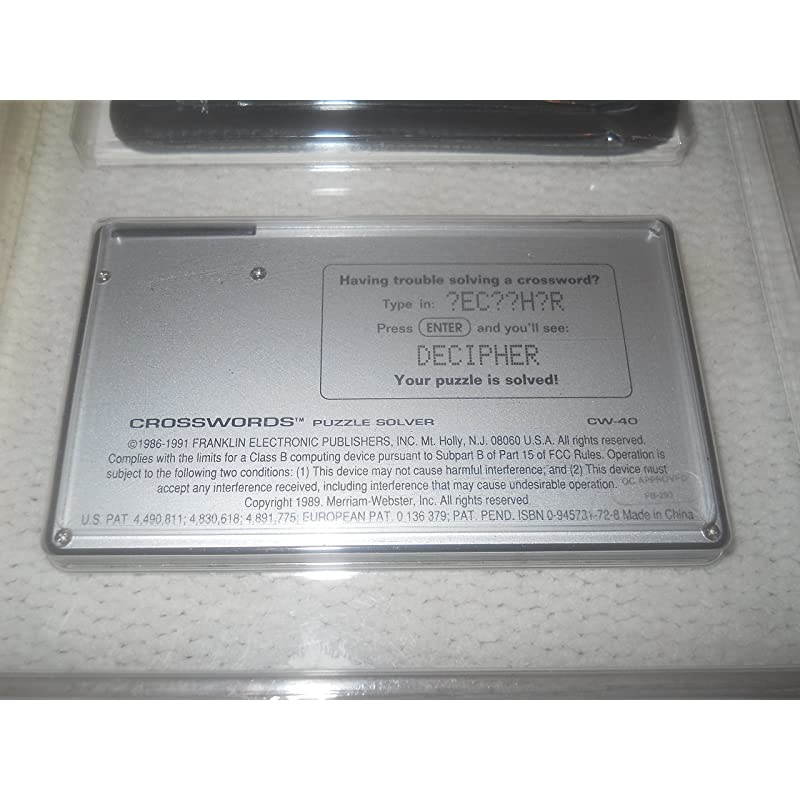 Having trouble solving a crossword?
Type in: ?EC??H?R
Press ENTER and you'll see:
DECIPHER
Your puzzle is solved!
CROSSWORDS™ PUZZLE SOLVER CW-40
©1986-1991 FRANKLIN ELECTRONIC PUBLISHERS, INC. Mt. Holly, N.J. 08060 U.S.A. All rights reserved.
Complies with the limits for a Class B computing device pursuant to Subpart B of Part 15 of FCC Rules. Operation is
subject to the following two conditions: (1) This device may not cause harmful interference, and (2) This device must
accept any interference received, including interference that may cause undesirable operation. QC APPROVED
Copyright 1989. Merriam-Webster, Inc. All rights reserved
U.S. PAT. 4,490,811; 4,830,618; 4,891,775; EUROPEAN PAT. 0 136 379; PAT. PEND. ISBN 0-945731-72-8 Made in China